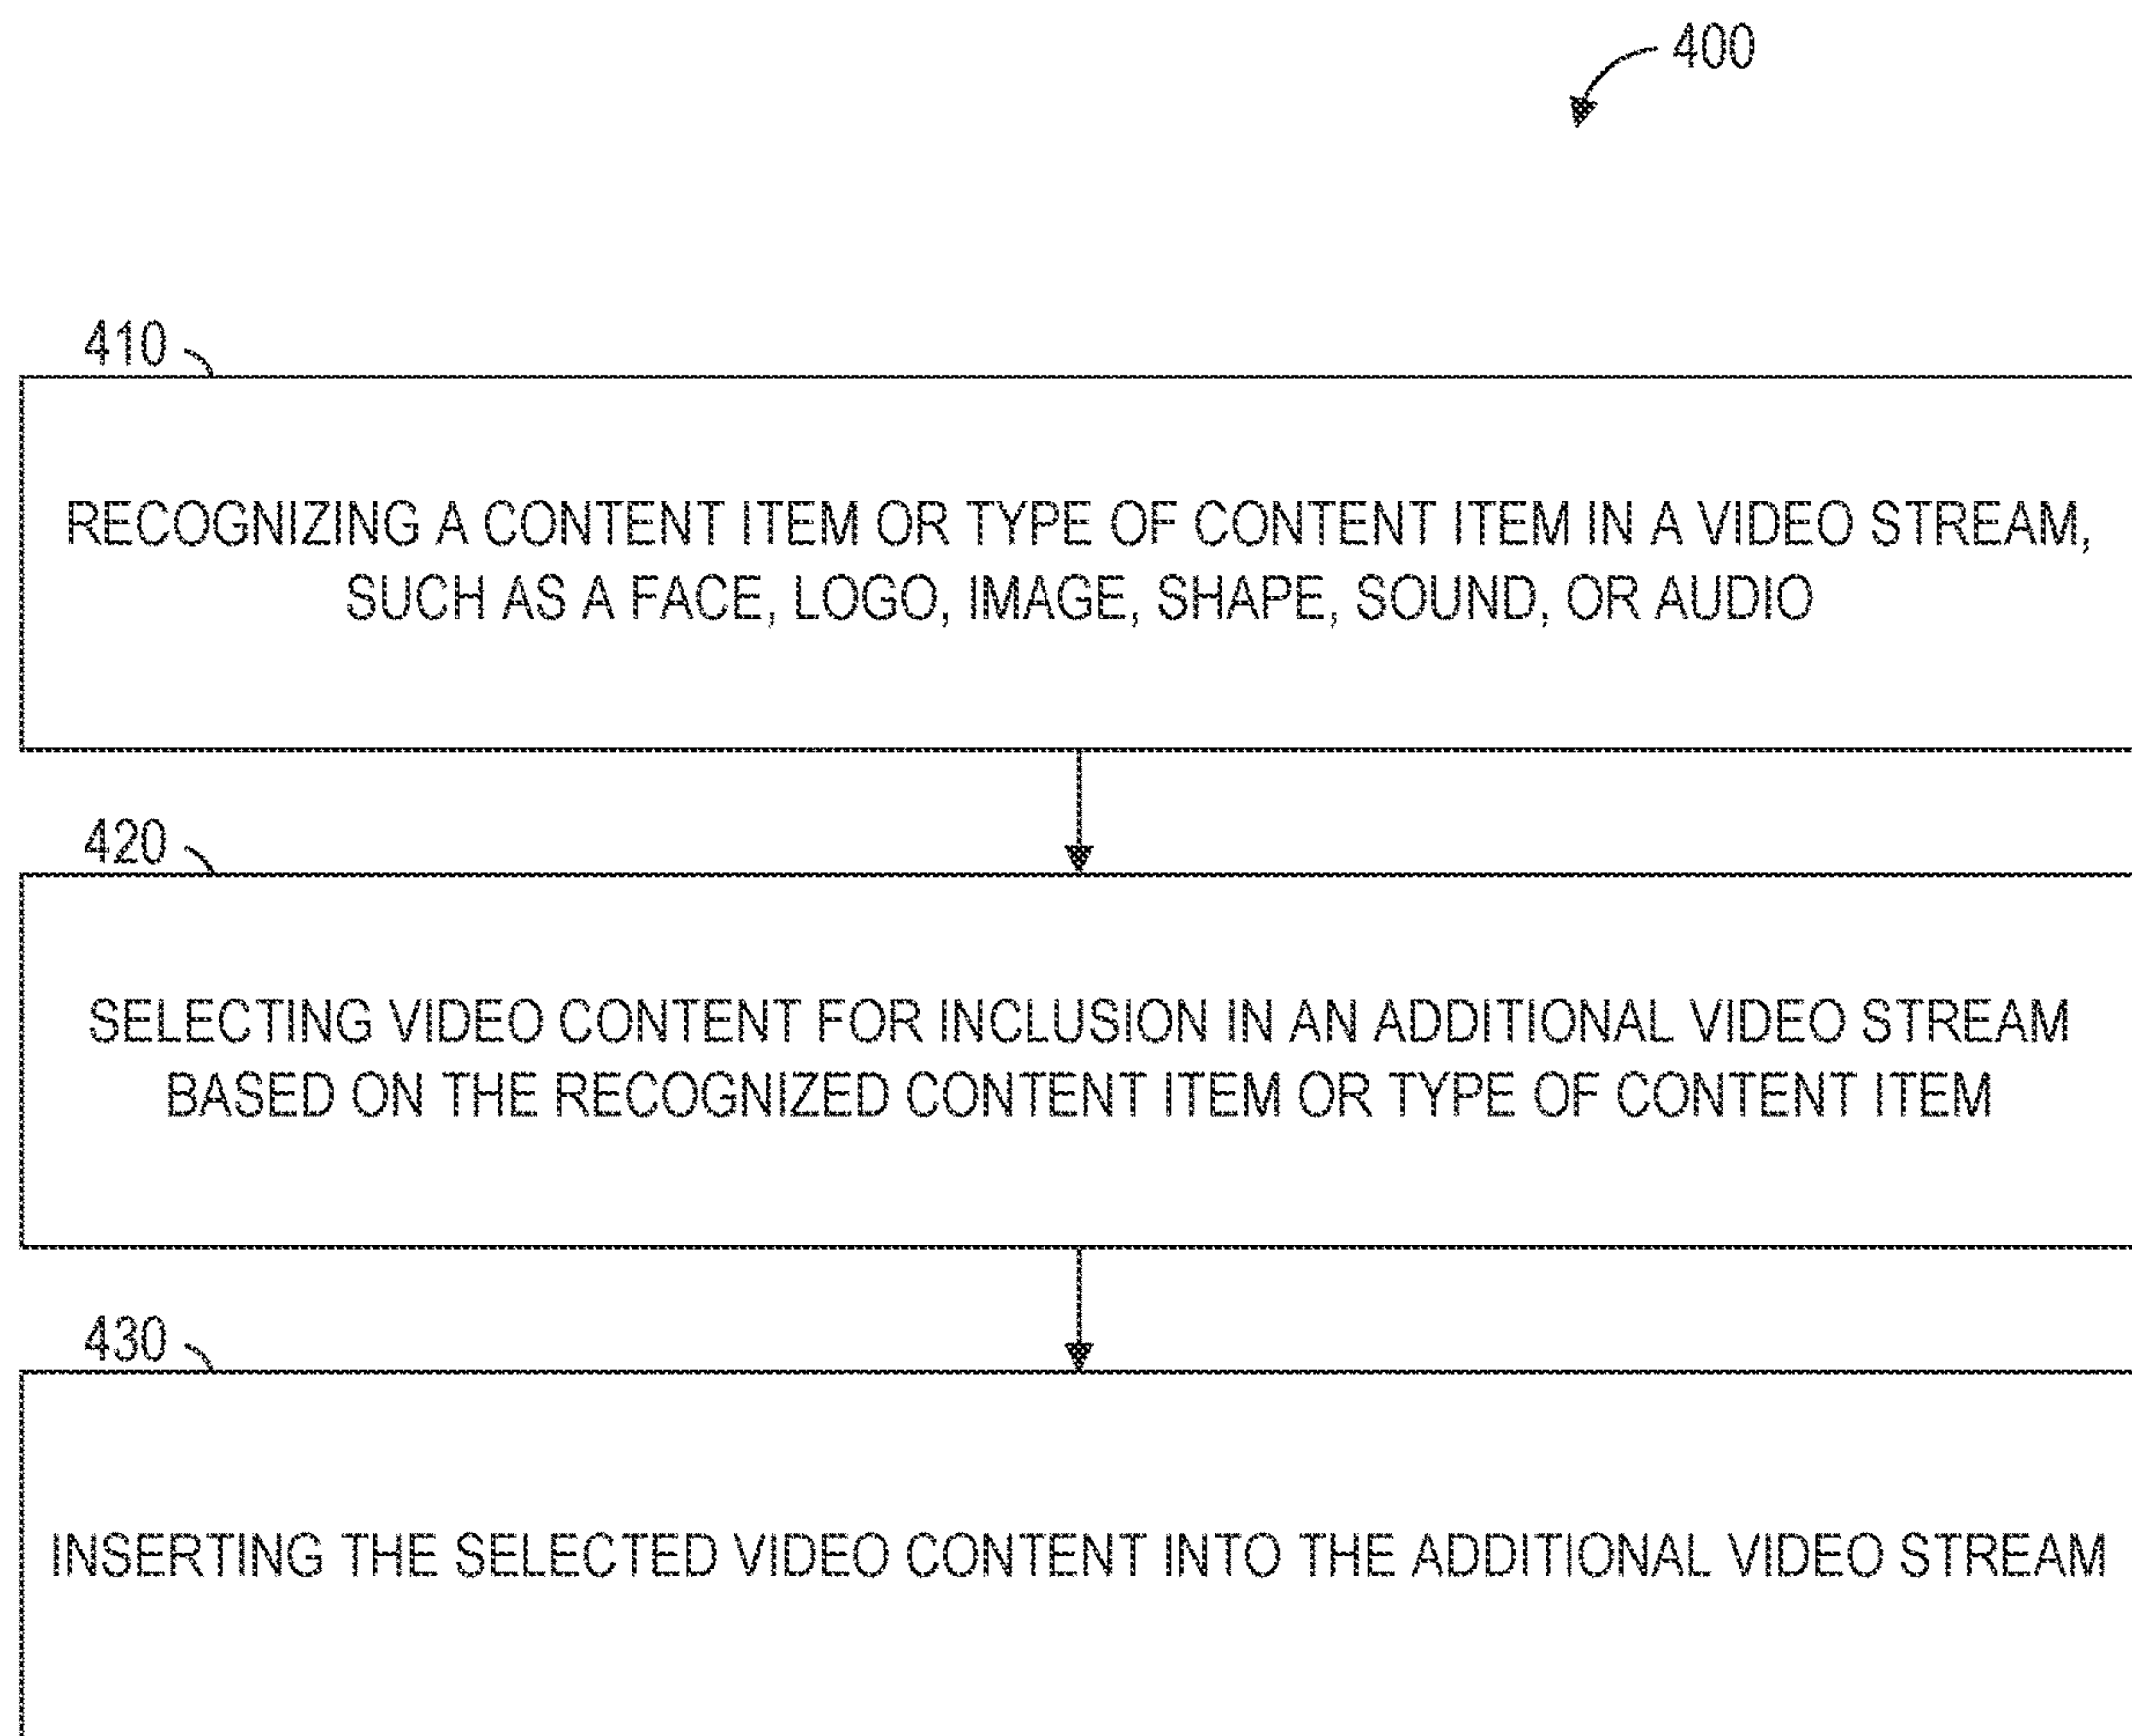 400
410
RECOGNIZING A CONTENT ITEM OR TYPE OF CONTENT ITEM IN A VIDEO STREAM,
SUCH AS A FACE, LOGO, IMAGE, SHAPE, SOUND, OR AUDIO
420
SELECTING VIDEO CONTENT FOR INCLUSION IN AN ADDITIONAL VIDEO STREAM
BASED ON THE RECOGNIZED CONTENT ITEM OR TYPE OF CONTENT ITEM
430
INSERTING THE SELECTED VIDEO CONTENT INTO THE ADDITIONAL VIDEO STREAM